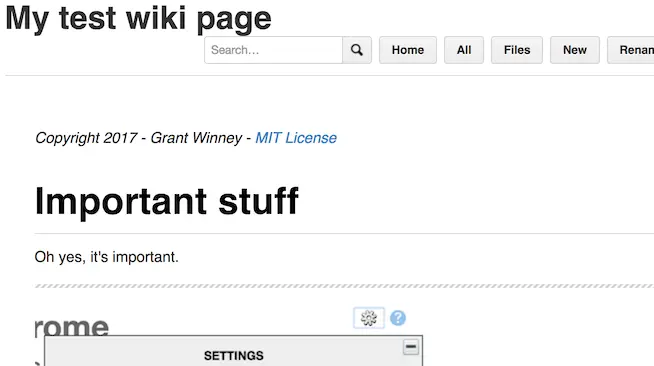 My test wiki page
Search...
Home
All
Files
New
Renan
Copyright 2017 - Grant Winney - MIT License
Important stuff
Oh yes, it's important.
rome
?
SETTINGS